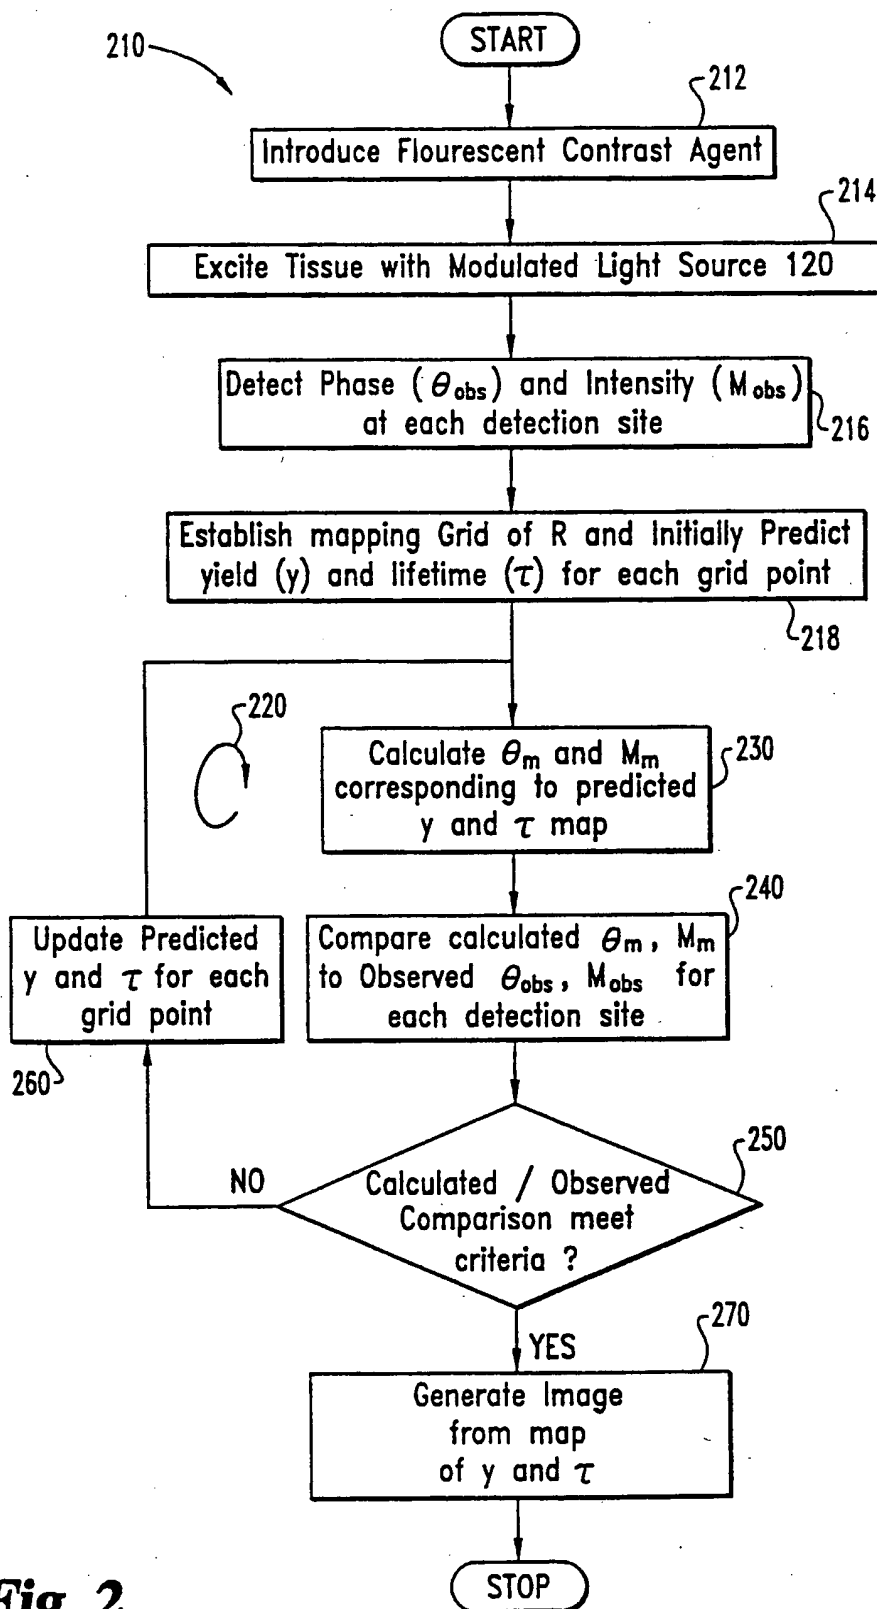 START
210
212
Introduce Flourescent Contrast Agent
214
Excite Tissue with Modulated Light Source 120
Detect Phase (θobs) and Intensity (Mobs)
at each detection site
216
Establish mapping Grid of R and Initially Predict
yield (y) and lifetime (τ) for each grid point
218
220
Calculate θm and Mm
corresponding to predicted
y and τ map
230
240
Compare calculated θm, Mm
to Observed θobs, Mobs for
each detection site
Update Predicted
y and τ for each
grid point
260
250
NO
Calculated / Observed
Comparison meet
criteria ?
YES
270
Generate Image
from map
of y and τ
STOP
Fig. 2